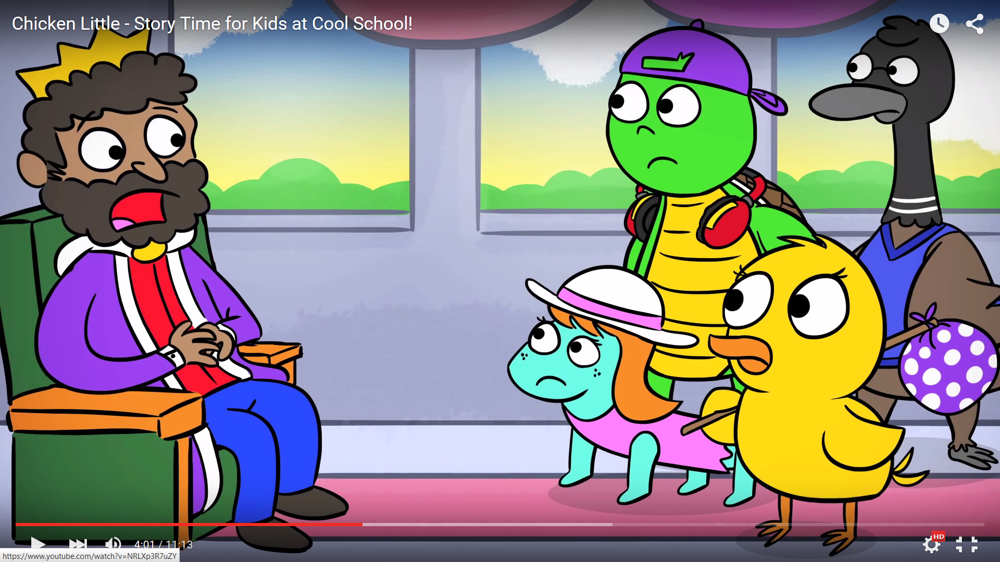 Chicken Little - Story Time for Kids at Cool School!
HD
4:01 / 11:13
https://www.youtube.com/watch?v=NRLXp3R7uZY